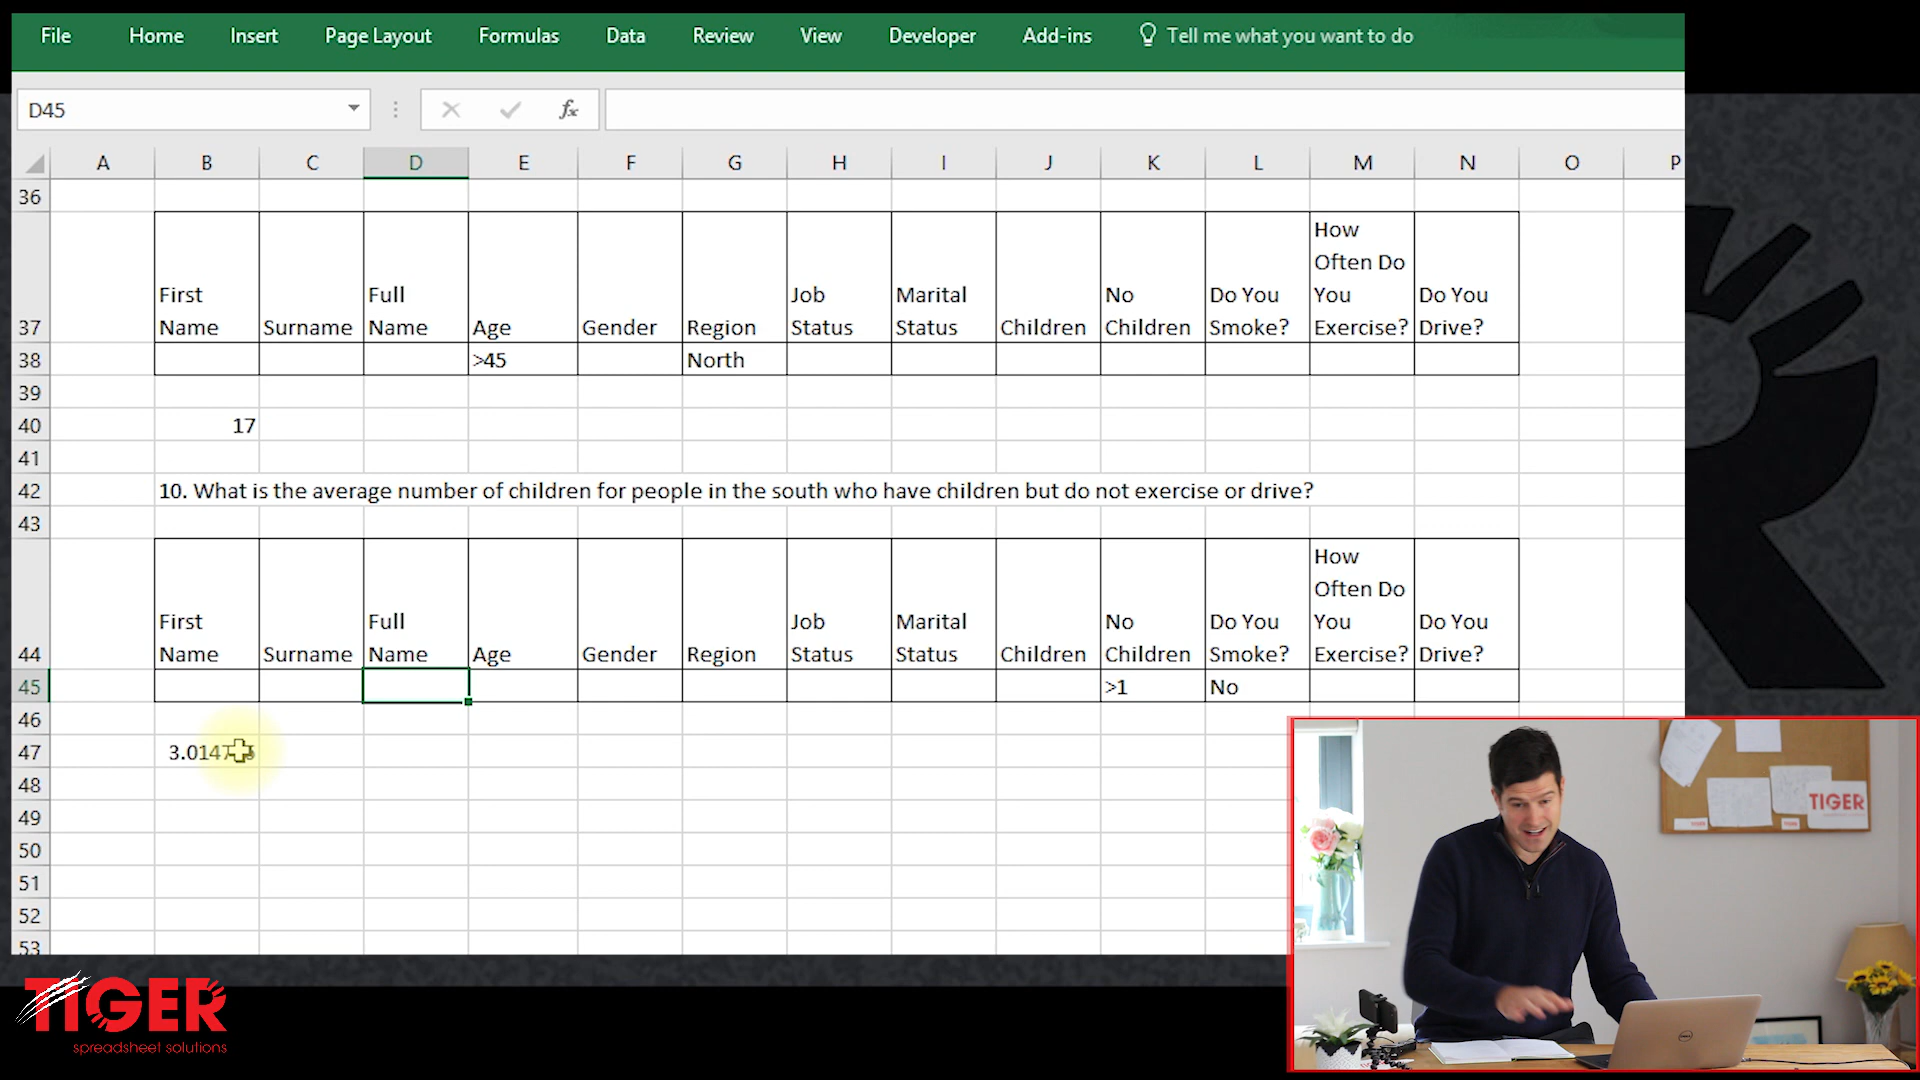 File Home Insert Page Layout Formulas Data Review View Developer Add-ins Tell me what you want to do
D45 fx
A B C D E F G H I J K L M N O P
36
37 First Name Surname Full Name Age Gender Region Job Status Marital Status Children No Children Do You Smoke? How Often Do You Exercise? Do You Drive?
38 >45 North
39
40 17
41
42 10. What is the average number of children for people in the south who have children but do not exercise or drive?
43
44 First Name Surname Full Name Age Gender Region Job Status Marital Status Children No Children Do You Smoke? How Often Do You Exercise? Do You Drive?
45 >1 No
46
47
48
49
50
51
52
53
TIGER
TIGER
spreadsheet solutions